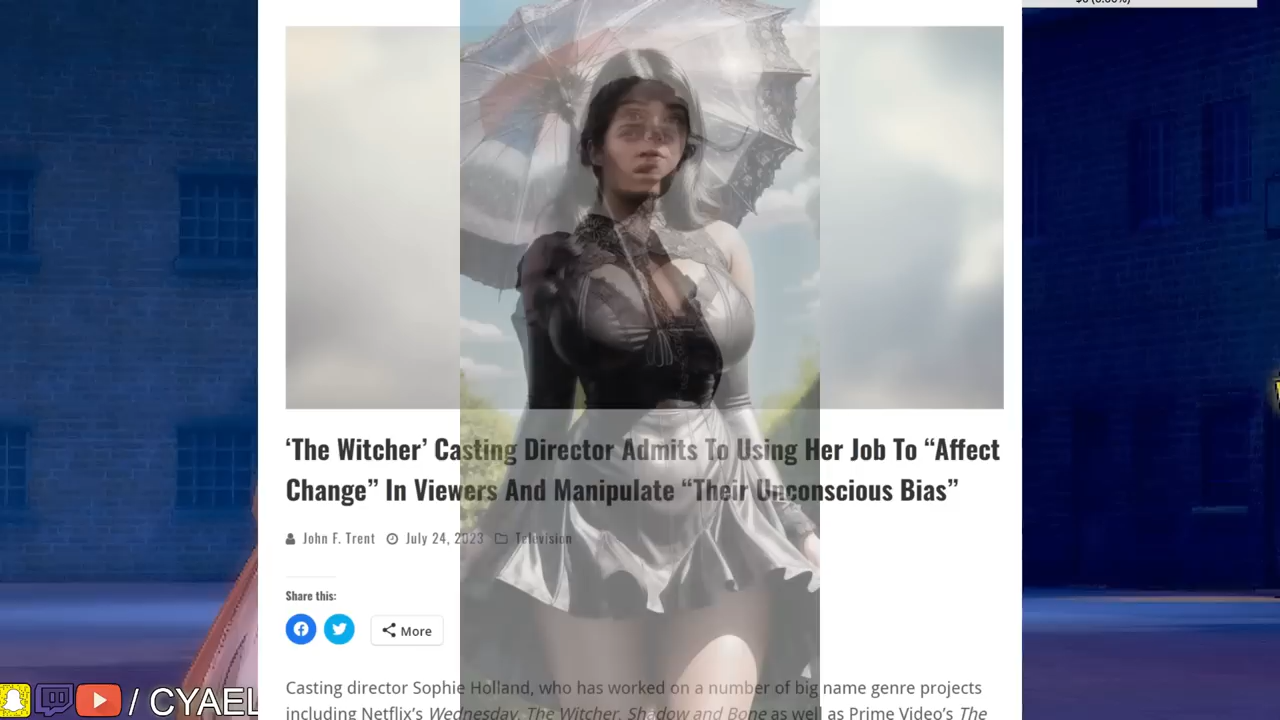 ‘The Witcher’ Casting Director Admits To Using Her Job To “Affect
Change” In Viewers And Manipulate “Their Unconscious Bias”
John F. Trent July 24, 2023 Television
Share this:
More
Casting director Sophie Holland, who has worked on a number of big name genre projects
including Netflix’s Wednesday, The Witcher, Shadow and Bone as well as Prime Video’s The
/ CYAEL